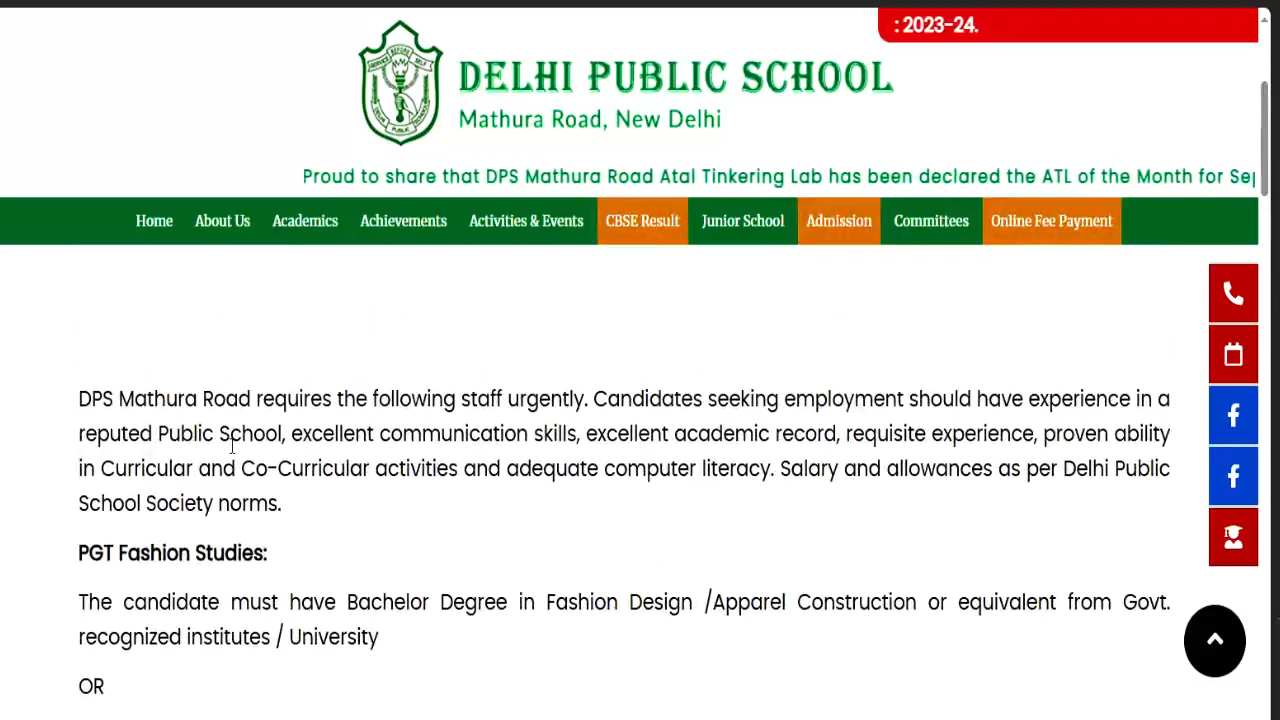 : 2023-24.
DELHI PUBLIC SCHOOL
Mathura Road, New Delhi
Proud to share that DPS Mathura Road Atal Tinkering Lab has been declared the ATL of the Month for Sep
Home About Us Academics Achievements Activities & Events CBSE Result Junior School Admission Committees Online Fee Payment
DPS Mathura Road requires the following staff urgently. Candidates seeking employment should have experience in a
reputed Public School, excellent communication skills, excellent academic record, requisite experience, proven ability
in Curricular and Co-Curricular activities and adequate computer literacy. Salary and allowances as per Delhi Public
School Society norms.
PGT Fashion Studies:
The candidate must have Bachelor Degree in Fashion Design /Apparel Construction or equivalent from Govt.
recognized institutes / University
OR